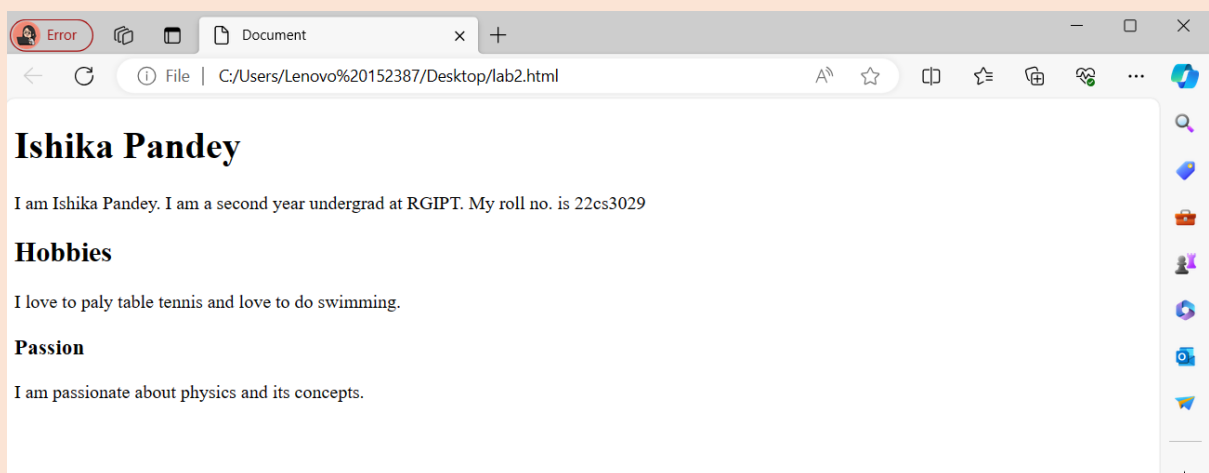 Error
Document
File | C:/Users/Lenovo%20152387/Desktop/lab2.html
Ishika Pandey
I am Ishika Pandey. I am a second year undergrad at RGIPT. My roll no. is 22cs3029
Hobbies
I love to paly table tennis and love to do swimming.
Passion
I am passionate about physics and its concepts.